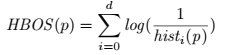 HBOS(p) = \sum_{i=0}^{d} log(\frac{1}{hist_i(p)})